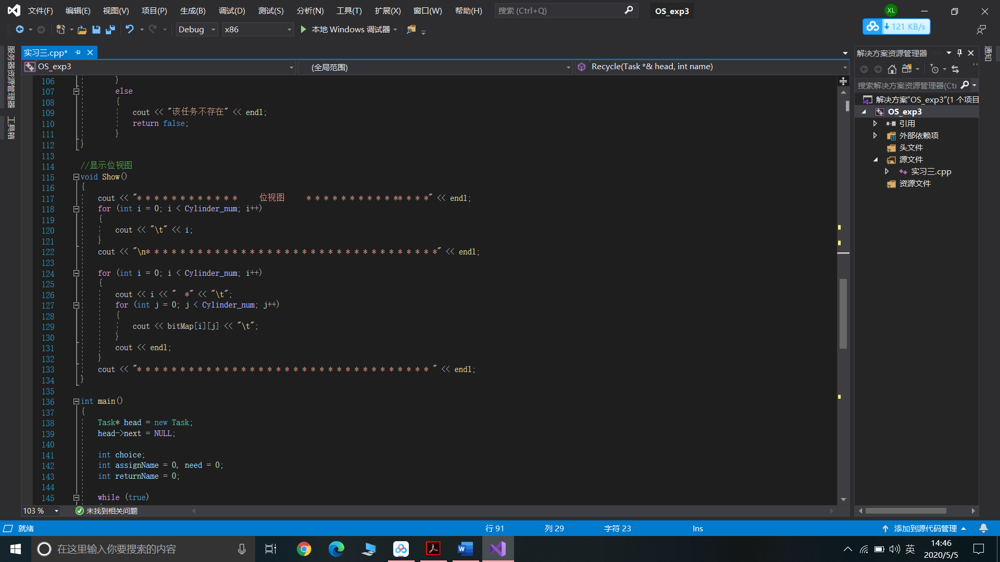 文件(F) 编辑(E) 视图(V) 项目(P) 生成(B) 调试(D) 测试(S) 分析(N) 工具(T) 扩展(X) 窗口(W) 帮助(H) 搜索 (Ctrl+Q) OS_exp3 XL
121 KB/s
Debug x86 本地 Windows 调试器
服务器资源管理器
工具箱
实习三.cpp*
OS_exp3 (全局范围) Recycle(Task *& head, int name)
106 }
107 else
108 {
109 cout << "该任务不存在" << endl;
110 return false;
111 }
112 }
113
114 //显示位视图
115 void Show()
116 {
117 cout << "* * * * * * * * * * * *     位视图     * * * * * * * * * * ** * * *" << endl;
118 for (int i = 0; i < Cylinder_num; i++)
119 {
120 cout << "\t" << i;
121 }
122 cout << "\n* * * * * * * * * * * * * * * * * * * * * * * * * * * * * * * * * *" << endl;
123
124 for (int i = 0; i < Cylinder_num; i++)
125 {
126 cout << i << "  *" << "\t";
127 for (int j = 0; j < Cylinder_num; j++)
128 {
129 cout << bitMap[i][j] << "\t";
130 }
131 cout << endl;
132 }
133 cout << "* * * * * * * * * * * * * * * * * * * * * * * * * * * * * * * * * * " << endl;
134 }
135
136 int main()
137 {
138 Task* head = new Task;
139 head->next = NULL;
140
141 int choice;
142 int assignName = 0, need = 0;
143 int returnName = 0;
144
145 while (true)
103 % 未找到相关问题
解决方案资源管理器
搜索解决方案资源管理器(Ctrl
解决方案"OS_exp3"(1 个项目
OS_exp3
引用
外部依赖项
头文件
源文件
实习三.cpp
资源文件
通知
就绪 行 91 列 29 字符 23 Ins 添加到源代码管理
在这里输入你要搜索的内容
英
14:46
2020/5/5